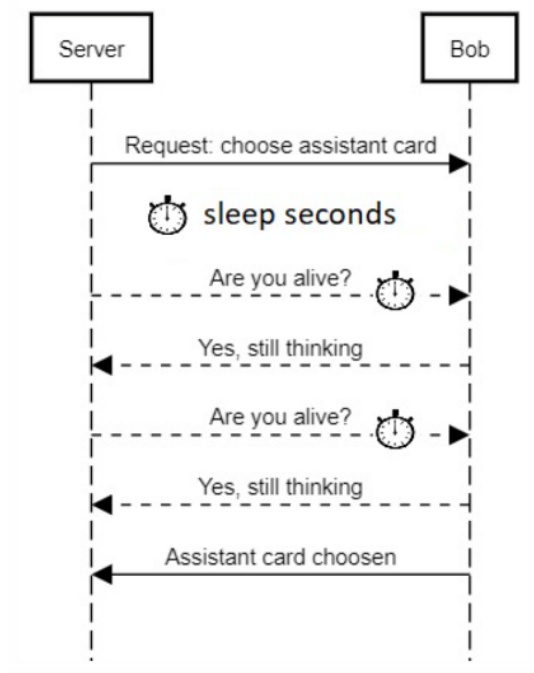 Server
Bob
Request: choose assistant card
sleep seconds
Are you alive?
Yes, still thinking
Are you alive?
Yes, still thinking
Assistant card choosen